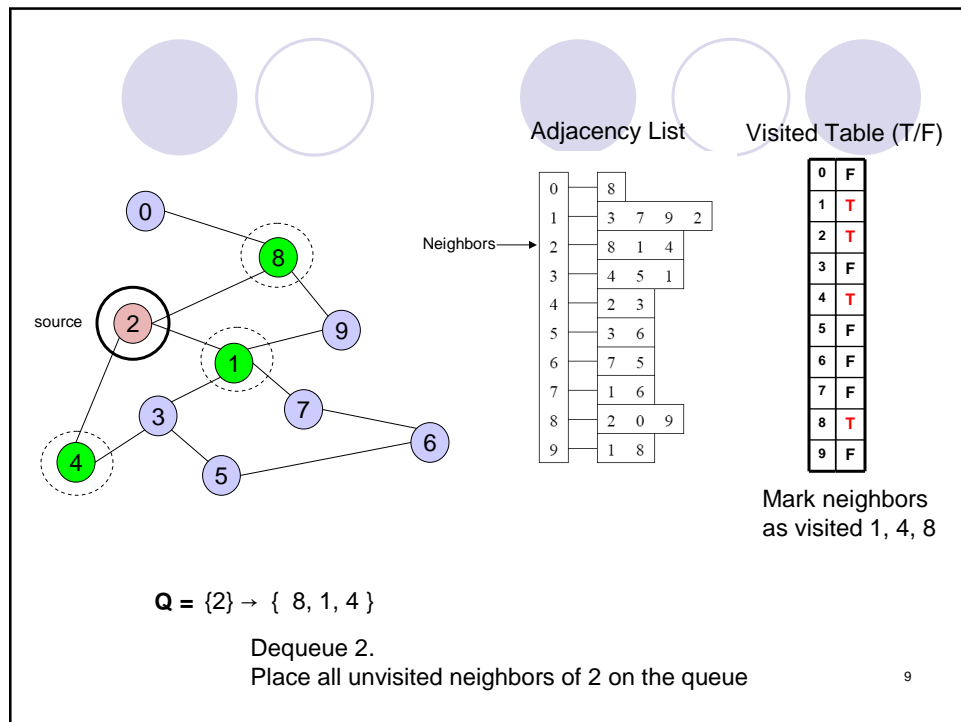 Adjacency List
Visited Table (T/F)
0
8
source
2
9
1
3
7
6
4
5
Neighbors
0 8
1 3 7 9 2
2 8 1 4
3 4 5 1
4 2 3
5 3 6
6 7 5
7 1 6
8 2 0 9
9 1 8
0 F
1 T
2 T
3 F
4 T
5 F
6 F
7 F
8 T
9 F
Mark neighbors
as visited 1, 4, 8
Q = {2} → { 8, 1, 4 }
Dequeue 2.
Place all unvisited neighbors of 2 on the queue
9